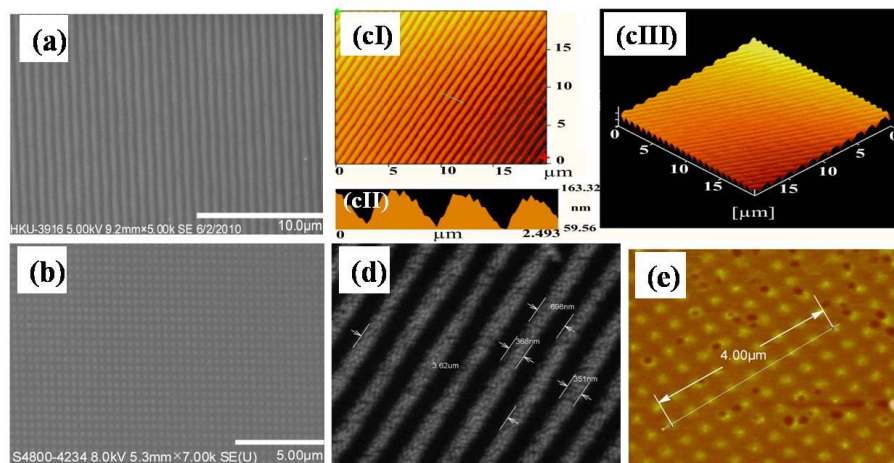 (a)
10.0µm
HKU-3916 5.00kV 9.2mm×5.00k SE 6/2/2010
(cI)
15
10
5
0
0 5 10 15
µm
(cII)
163.32
nm
59.56
0 µm 2.493
(cIII)
0 0
5 5
10 10
15 15
[µm]
(b)
5.00µm
S4800-4234 8.0kV 5.3mm×7.00k SE(U)
(d)
698nm
368nm
3.62um
351nm
(e)
4.00µm